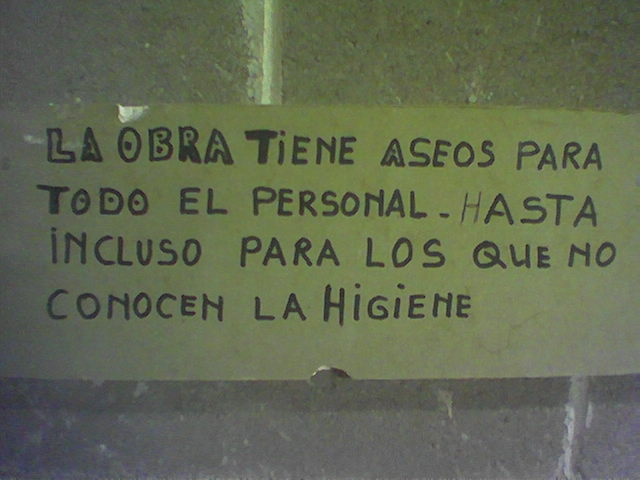 LA OBRA TIENE ASEOS PARA
TODO EL PERSONAL - HASTA
INCLUSO PARA LOS QUE NO
CONOCEN LA HIGIENE